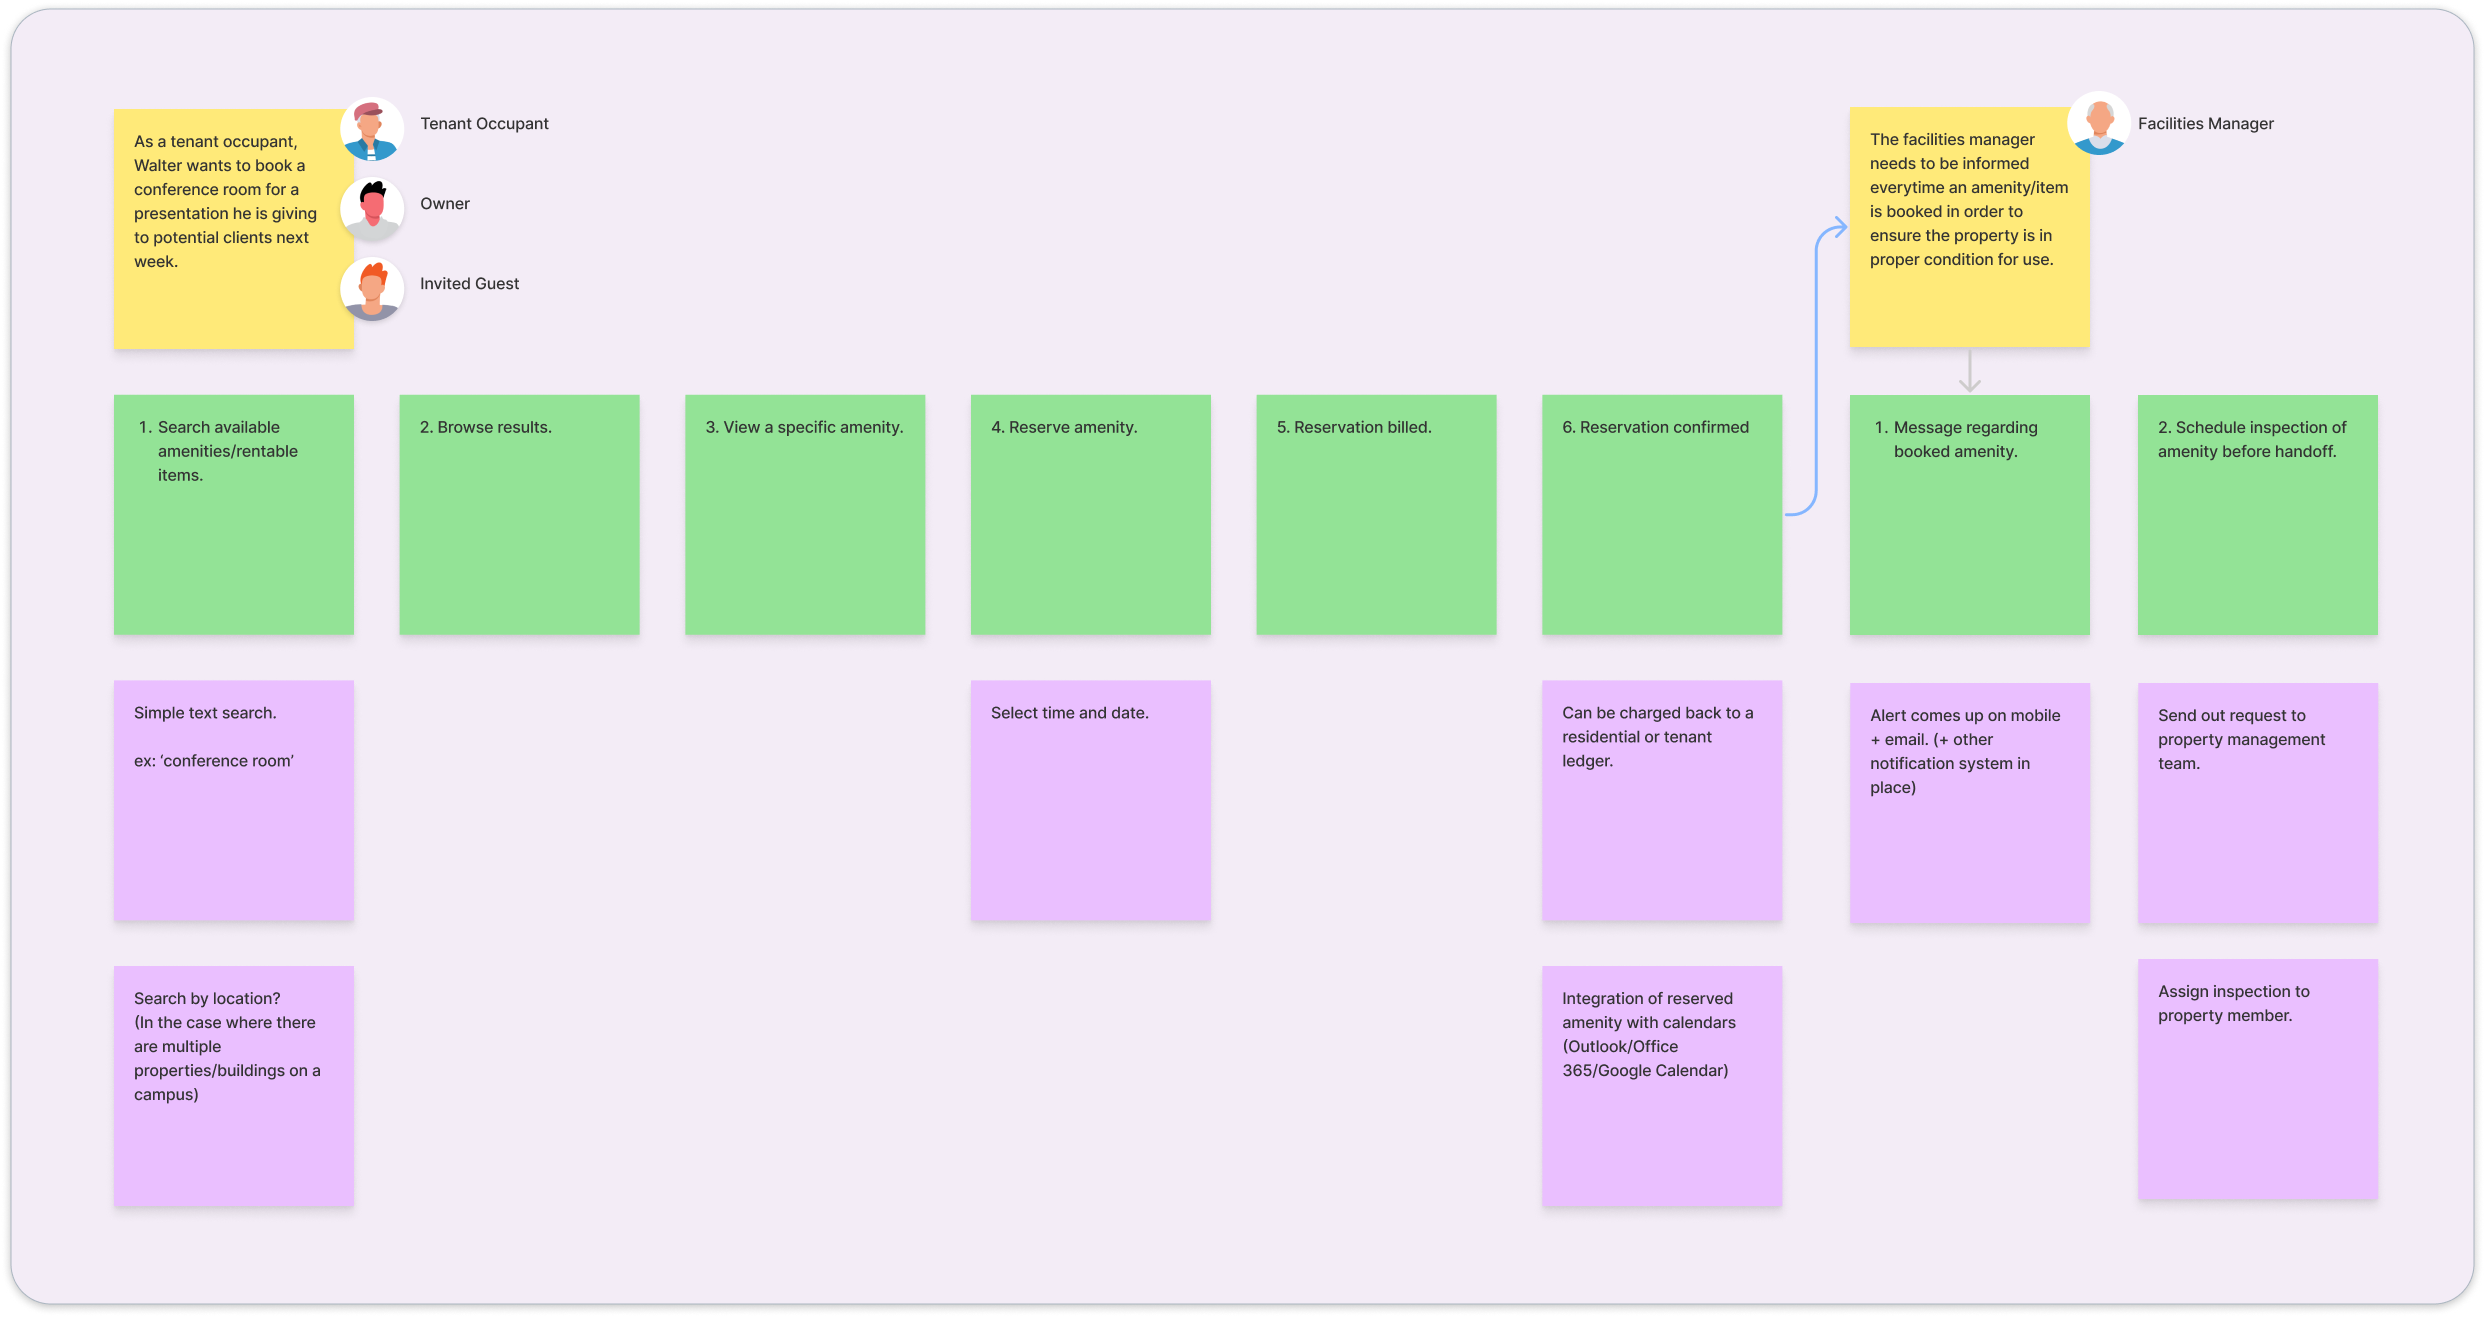 As a tenant occupant,
Walter wants to book a
conference room for a
presentation he is giving
to potential clients next
week.
Tenant Occupant
Owner
Invited Guest
The facilities manager
needs to be informed
everytime an amenity/item
is booked in order to
ensure the property is in
proper condition for use.
Facilities Manager
1. Search available
amenities/rentable
items.
2. Browse results.
3. View a specific amenity.
4. Reserve amenity.
5. Reservation billed.
6. Reservation confirmed
1. Message regarding
booked amenity.
2. Schedule inspection of
amenity before handoff.
Simple text search.
ex: ‘conference room’
Select time and date.
Can be charged back to a
residential or tenant
ledger.
Alert comes up on mobile
+ email. (+ other
notification system in
place)
Send out request to
property management
team.
Search by location?
(In the case where there
are multiple
properties/buildings on a
campus)
Integration of reserved
amenity with calendars
(Outlook/Office
365/Google Calendar)
Assign inspection to
property member.